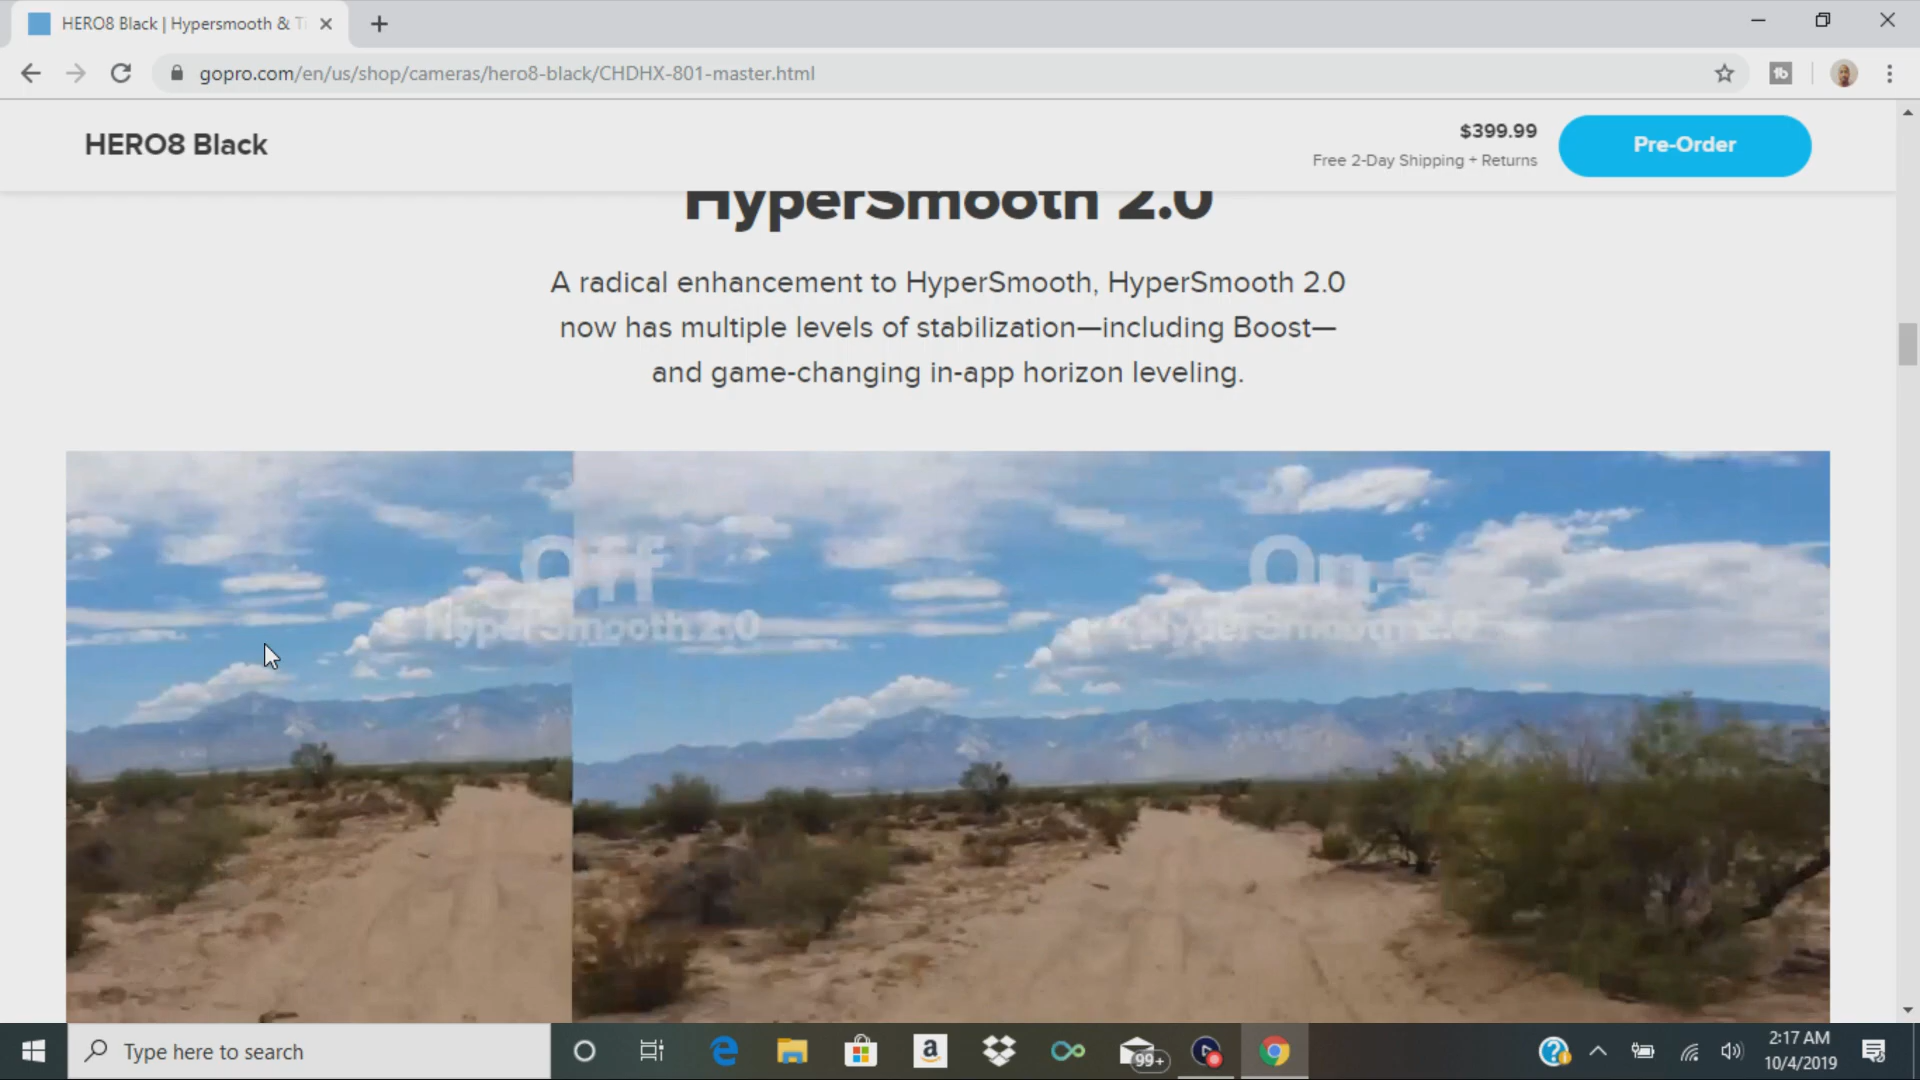 HERO8 Black | Hypersmooth & Ti
gopro.com/en/us/shop/cameras/hero8-black/CHDHX-801-master.html
HERO8 Black
$399.99
Free 2-Day Shipping + Returns
Pre-Order
HyperSmooth 2.0
A radical enhancement to HyperSmooth, HyperSmooth 2.0
now has multiple levels of stabilization—including Boost—
and game-changing in-app horizon leveling.
Off
HyperSmooth 2.0
On
HyperSmooth 2.0
Type here to search
99+
2:17 AM
10/4/2019